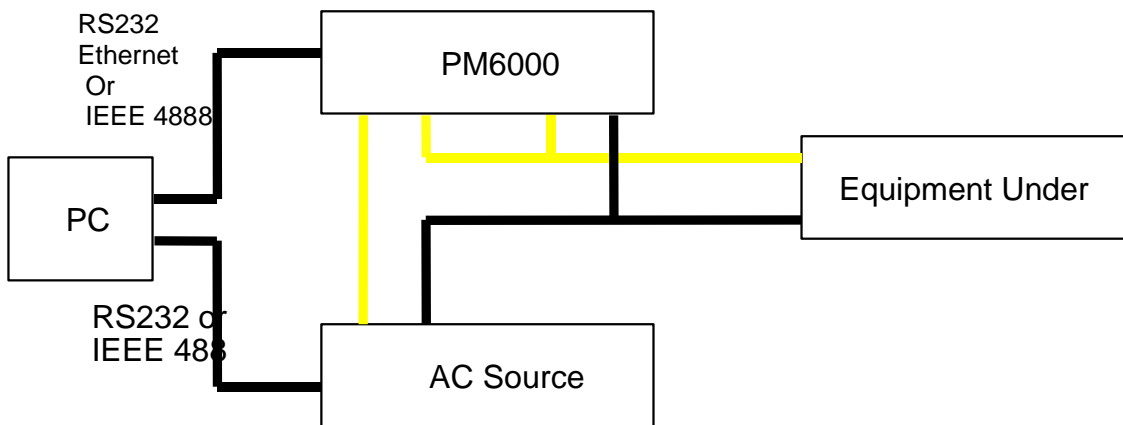 RS232
Ethernet
Or
IEEE 4888
PM6000
PC
Equipment Under
RS232 or
IEEE 488
AC Source